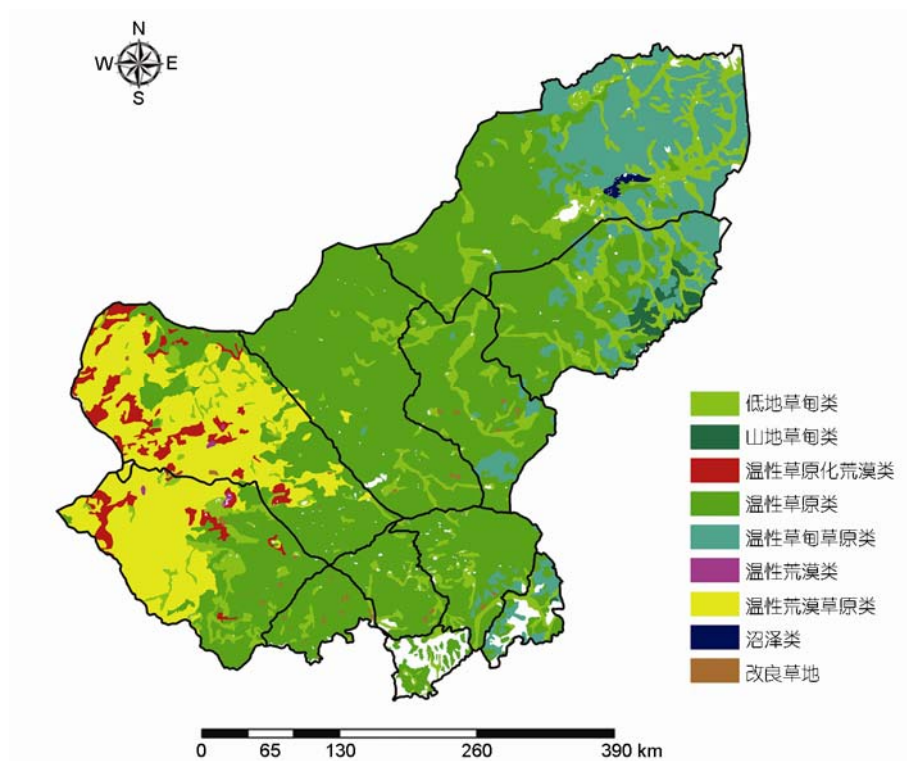 N
W E
S
低地草甸类
山地草甸类
温性草原化荒漠类
温性草原类
温性草甸草原类
温性荒漠类
温性荒漠草原类
沼泽类
改良草地
0 65 130 260 390 km